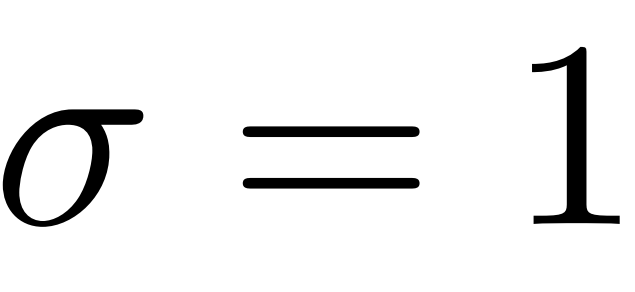 σ = 1